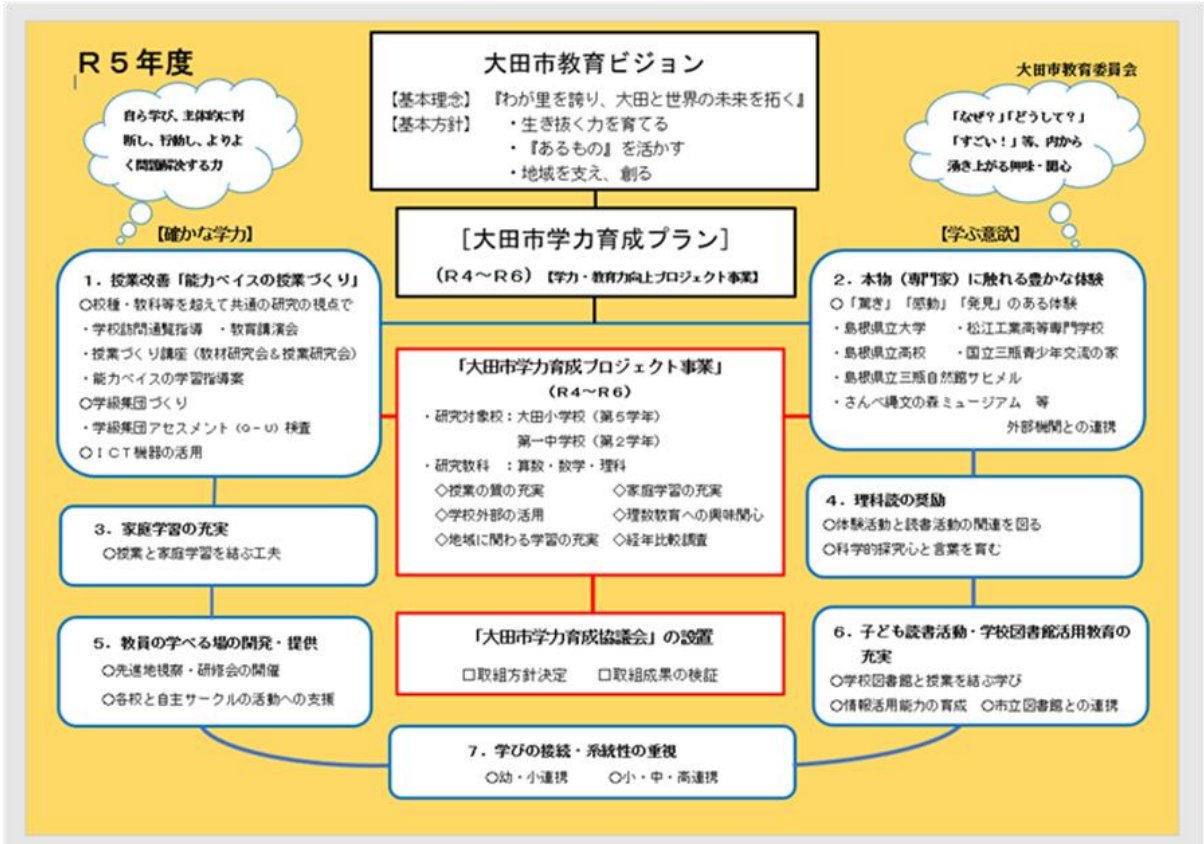 R5年度
大田市教育委員会
大田市教育ビジョン
【基本理念】 『わが里を誇り、大田と世界の未来を拓く』
【基本方針】 ・生き抜く力を育てる
・『あるもの』を活かす
・地域を支え、創る
自ら学び、主体的に判
断し、行動し、よりよ
く問題解決する力
「なぜ？」「どうして？」
「すごい！」等、内から
湧き上がる興味・関心
[大田市学力育成プラン]
(R4～R6) 【学力・教育力向上プロジェクト事業】
【確かな学力】
【学ぶ意欲】
1．授業改善「能力ベイスの授業づくり」
○校種・教科等を超えて共通の研究の視点で
・学校訪問通覧指導 ・教育講演会
・授業づくり講座（教材研究会＆授業研究会）
・能力ベイスの学習指導案
○学級集団づくり
・学級集団アセスメント（Q－U）検査
○ICT機器の活用
2．本物（専門家）に触れる豊かな体験
○「驚き」「感動」「発見」のある体験
・島根県立大学 ・松江工業高等専門学校
・島根県立高校 ・国立三瓶青少年交流の家
・島根県立三瓶自然館サヒメル
・さんべ縄文の森ミュージアム 等
外部機関との連携
「大田市学力育成プロジェクト事業」
(R4～R6)
・研究対象校：大田小学校（第5学年）
第一中学校（第2学年）
・研究教科 ：算数・数学・理科
◇授業の質の充実 ◇家庭学習の充実
◇学校外部の活用 ◇理数教育への興味関心
◇地域に関わる学習の充実 ◇経年比較調査
3．家庭学習の充実
○授業と家庭学習を結ぶ工夫
4．理科読の奨励
○体験活動と読書活動の関連を図る
○科学的探究心と言葉を育む
5．教員の学べる場の開発・提供
○先進地視察・研修会の開催
○各校と自主サークルの活動への支援
「大田市学力育成協議会」の設置
□取組方針決定 □取組成果の検証
6．子ども読書活動・学校図書館活用教育の
充実
○学校図書館と授業を結ぶ学び
○情報活用能力の育成 ○市立図書館との連携
7．学びの接続・系統性の重視
○幼・小連携 ○小・中・高連携